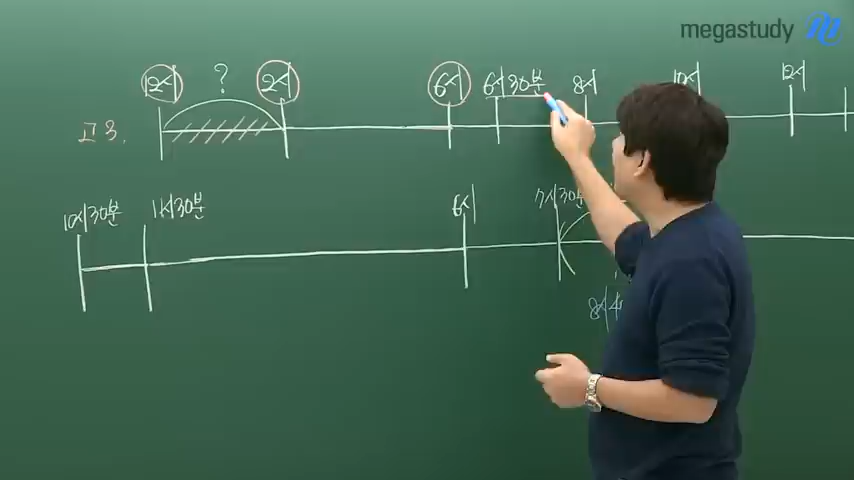 megastudy
12시 ? 2시 6시 6시 30분 8시 10시 12시
고3.
10시 30분 1시 30분 6시 7시 30분
8시